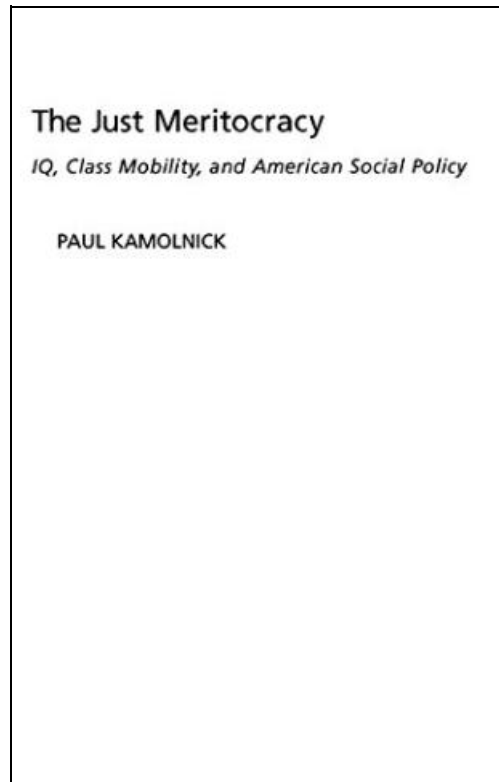 The Just Meritocracy
IQ, Class Mobility, and American Social Policy
PAUL KAMOLNICK